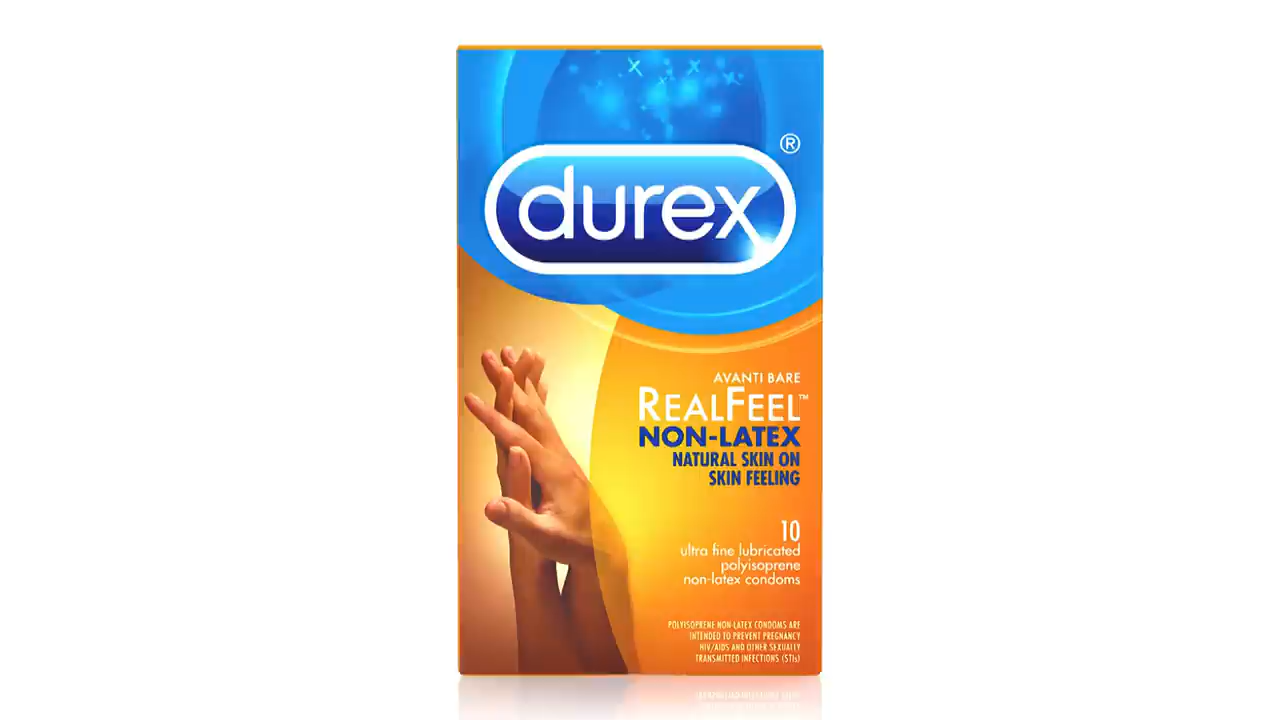 durex®
AVANTI BARE
REALFEEL™
NON-LATEX
NATURAL SKIN ON
SKIN FEELING
10
ultra fine lubricated
polyisoprene
non-latex condoms
POLYISOPRENE NON-LATEX CONDOMS ARE
INTENDED TO PREVENT PREGNANCY
HIV/AIDS AND OTHER SEXUALLY
TRANSMITTED INFECTIONS (STIs)